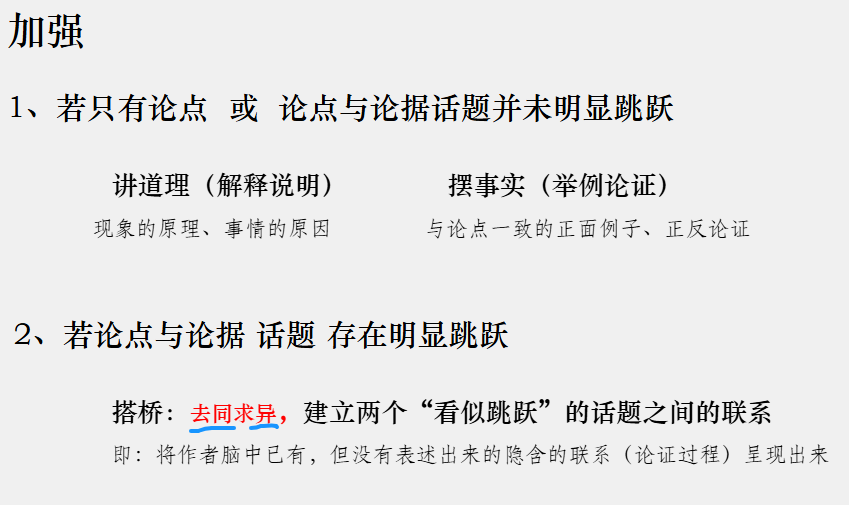 加强
1、若只有论点 或 论点与论据话题并未明显跳跃
讲道理（解释说明） 摆事实（举例论证）
现象的原理、事情的原因 与论点一致的正面例子、正反论证
2、若论点与论据 话题 存在明显跳跃
搭桥：去同求异，建立两个“看似跳跃”的话题之间的联系
即：将作者脑中已有，但没有表述出来的隐含的联系（论证过程）呈现出来